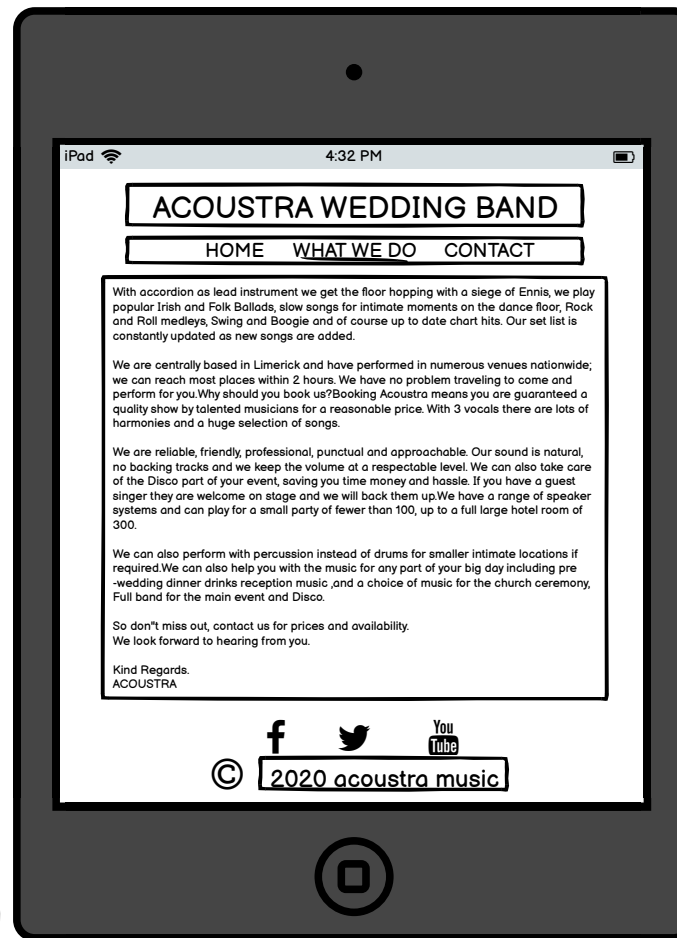 iPad 4:32 PM
ACOUSTRA WEDDING BAND
HOME WHAT WE DO CONTACT
With accordion as lead instrument we get the floor hopping with a siege of Ennis, we play
popular Irish and Folk Ballads, slow songs for intimate moments on the dance floor, Rock
and Roll medleys, Swing and Boogie and of course up to date chart hits. Our set list is
constantly updated as new songs are added.
We are centrally based in Limerick and have performed in numerous venues nationwide;
we can reach most places within 2 hours. We have no problem traveling to come and
perform for you.Why should you book us?Booking Acoustra means you are guaranteed a
quality show by talented musicians for a reasonable price. With 3 vocals there are lots of
harmonies and a huge selection of songs.
We are reliable, friendly, professional, punctual and approachable. Our sound is natural,
no backing tracks and we keep the volume at a respectable level. We can also take care
of the Disco part of your event, saving you time money and hassle. If you have a guest
singer they are welcome on stage and we will back them up.We have a range of speaker
systems and can play for a small party of fewer than 100, up to a full large hotel room of
300.
We can also perform with percussion instead of drums for smaller intimate locations if
required.We can also help you with the music for any part of your big day including pre
-wedding dinner drinks reception music ,and a choice of music for the church ceremony,
Full band for the main event and Disco.
So don"t miss out, contact us for prices and availability.
We look forward to hearing from you.
Kind Regards.
ACOUSTRA
f You
Tube
© 2020 acoustra music